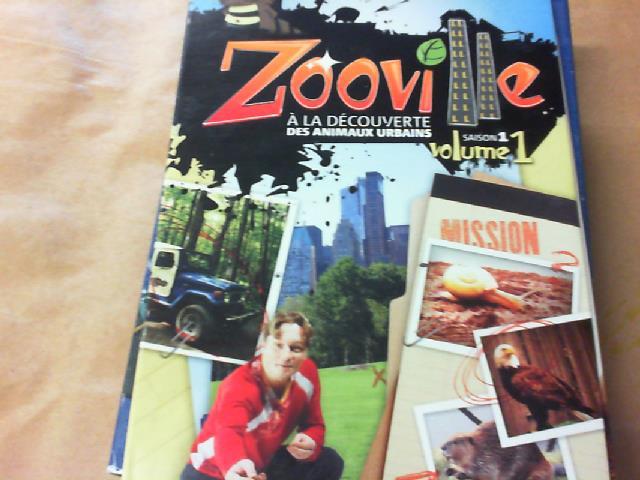 Zooville
À LA DÉCOUVERTE
DES ANIMAUX URBAINS
SAISON 1
volume 1
MISSION